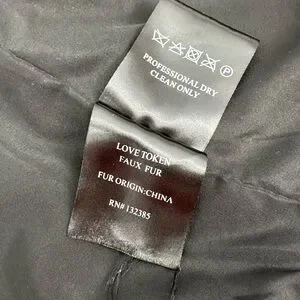 P
PROFESSIONAL DRY
CLEAN ONLY
LOVE TOKEN
FAUX FUR
FUR ORIGIN:CHINA
RN# 132385